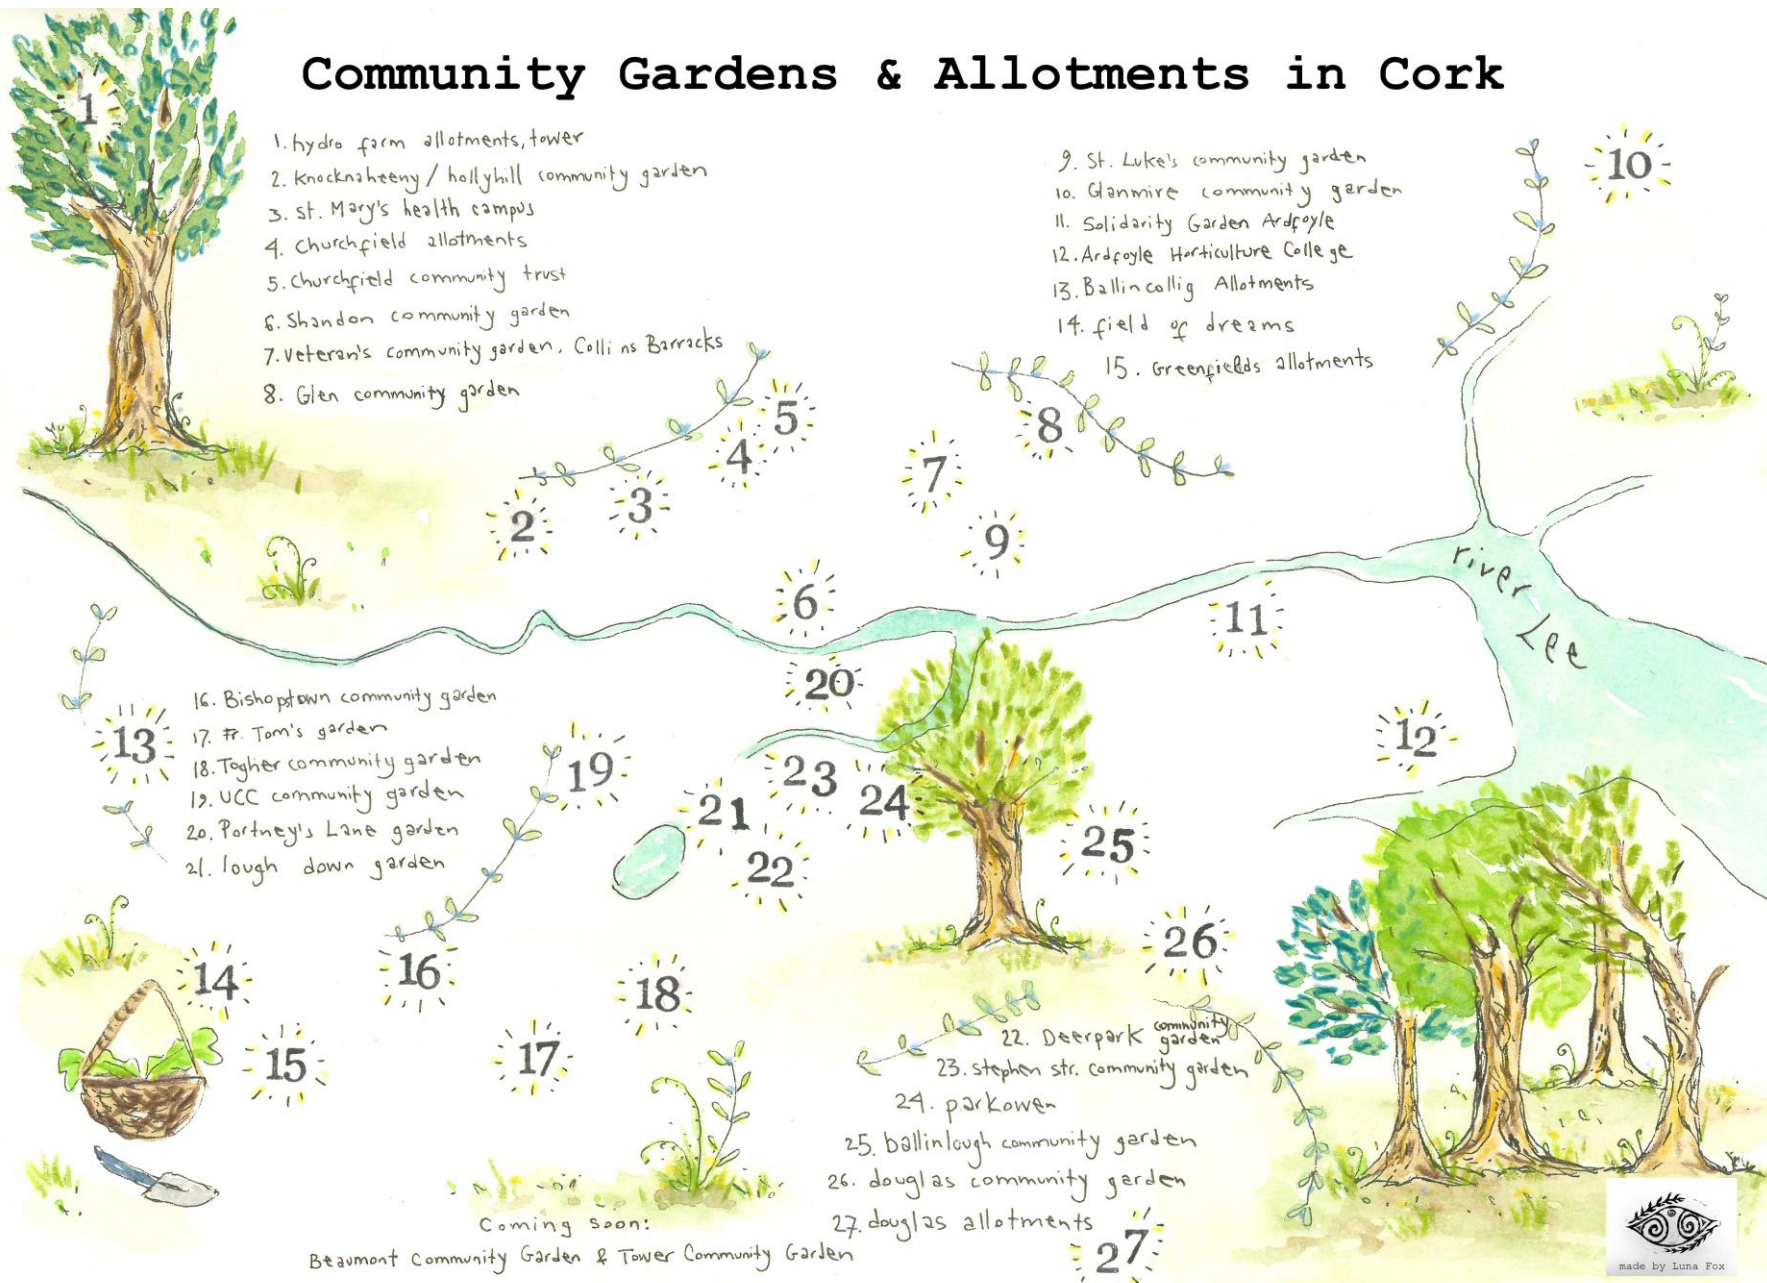 Community Gardens & Allotments in Cork
1. hydro farm allotments, tower
2. Knocknaheeny / hollyhill community garden
3. St. Mary's health campus
4. Churchfield allotments
5. Churchfield community trust
6. Shandon community garden
7. Veteran's community garden, Collins Barracks
8. Glen community garden
9. St. Luke's community garden
10. Glanmire community garden
11. Solidarity Garden Ardfoyle
12. Ardfoyle Horticulture College
13. Ballincollig Allotments
14. field of dreams
15. Greenfields allotments
1
10
5
8
4
7
3
2
9
river Lee
6
11
20
16. Bishopstown community garden
17. Fr. Tom's garden
18. Togher community garden
19. UCC community garden
20. Portney's Lane garden
21. lough down garden
13
12
19
23
24
21
25
22
26
14
16
18
15
17
22. Deerpark community garden
23. stephen str. community garden
24. parkowen
25. ballinlough community garden
26. douglas community garden
27. douglas allotments
27
Coming soon:
Beaumont Community Garden & Tower Community Garden
made by Luna Fox